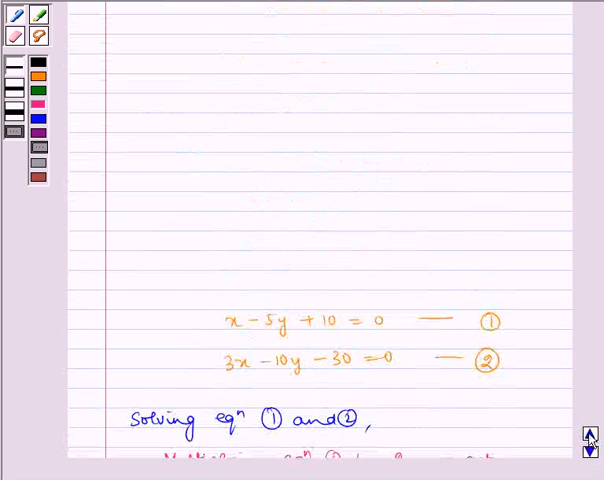 x - 5y + 10 = 0 — ①
3x - 10y - 30 = 0 — ②
Solving eqⁿ ① and ②,